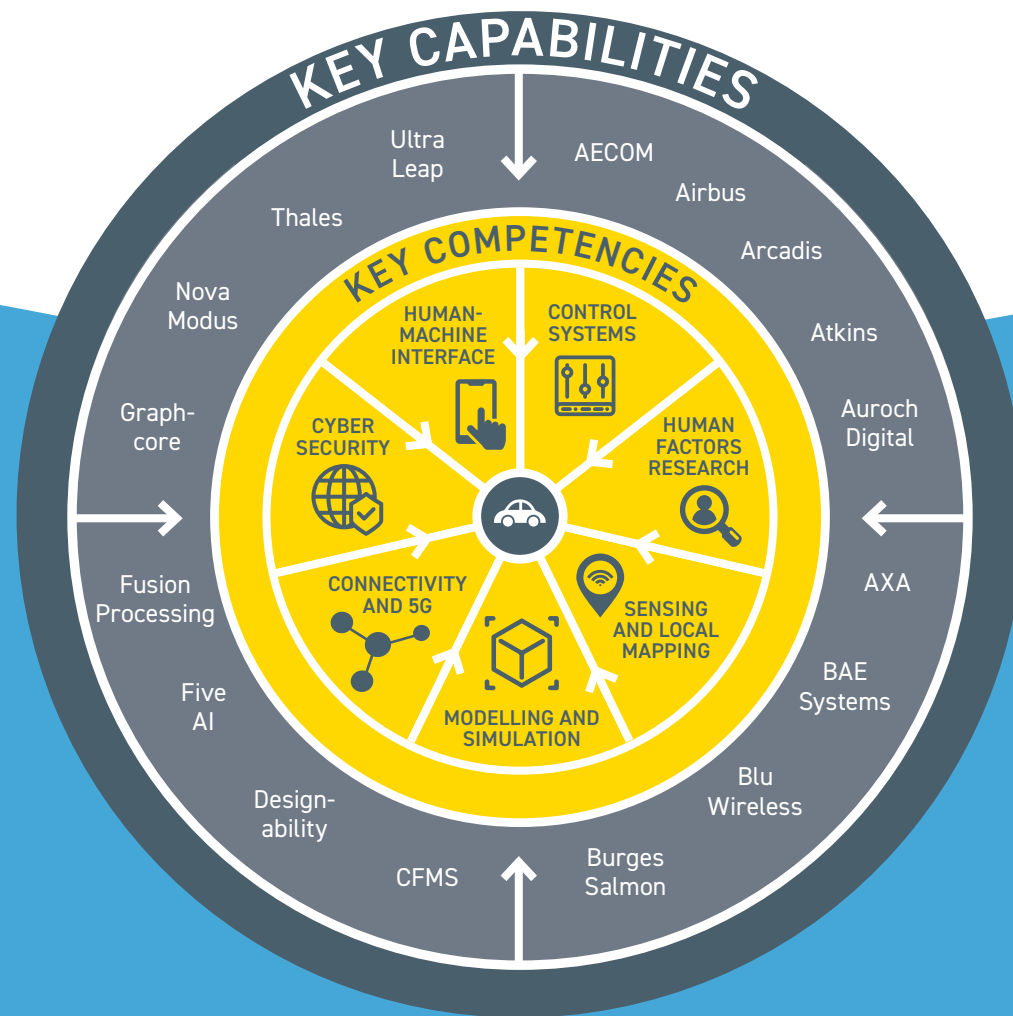 KEY CAPABILITIES
AECOM
Airbus
Arcadis
Atkins
Auroch
Digital
AXA
BAE
Systems
Blu
Wireless
Burges
Salmon
CFMS
Design-
ability
Five
AI
Fusion
Processing
Graph-
core
Nova
Modus
Thales
Ultra
Leap
KEY COMPETENCIES
CONTROL
SYSTEMS
HUMAN
FACTORS
RESEARCH
SENSING
AND LOCAL
MAPPING
MODELLING AND
SIMULATION
CONNECTIVITY
AND 5G
CYBER
SECURITY
HUMAN-
MACHINE
INTERFACE